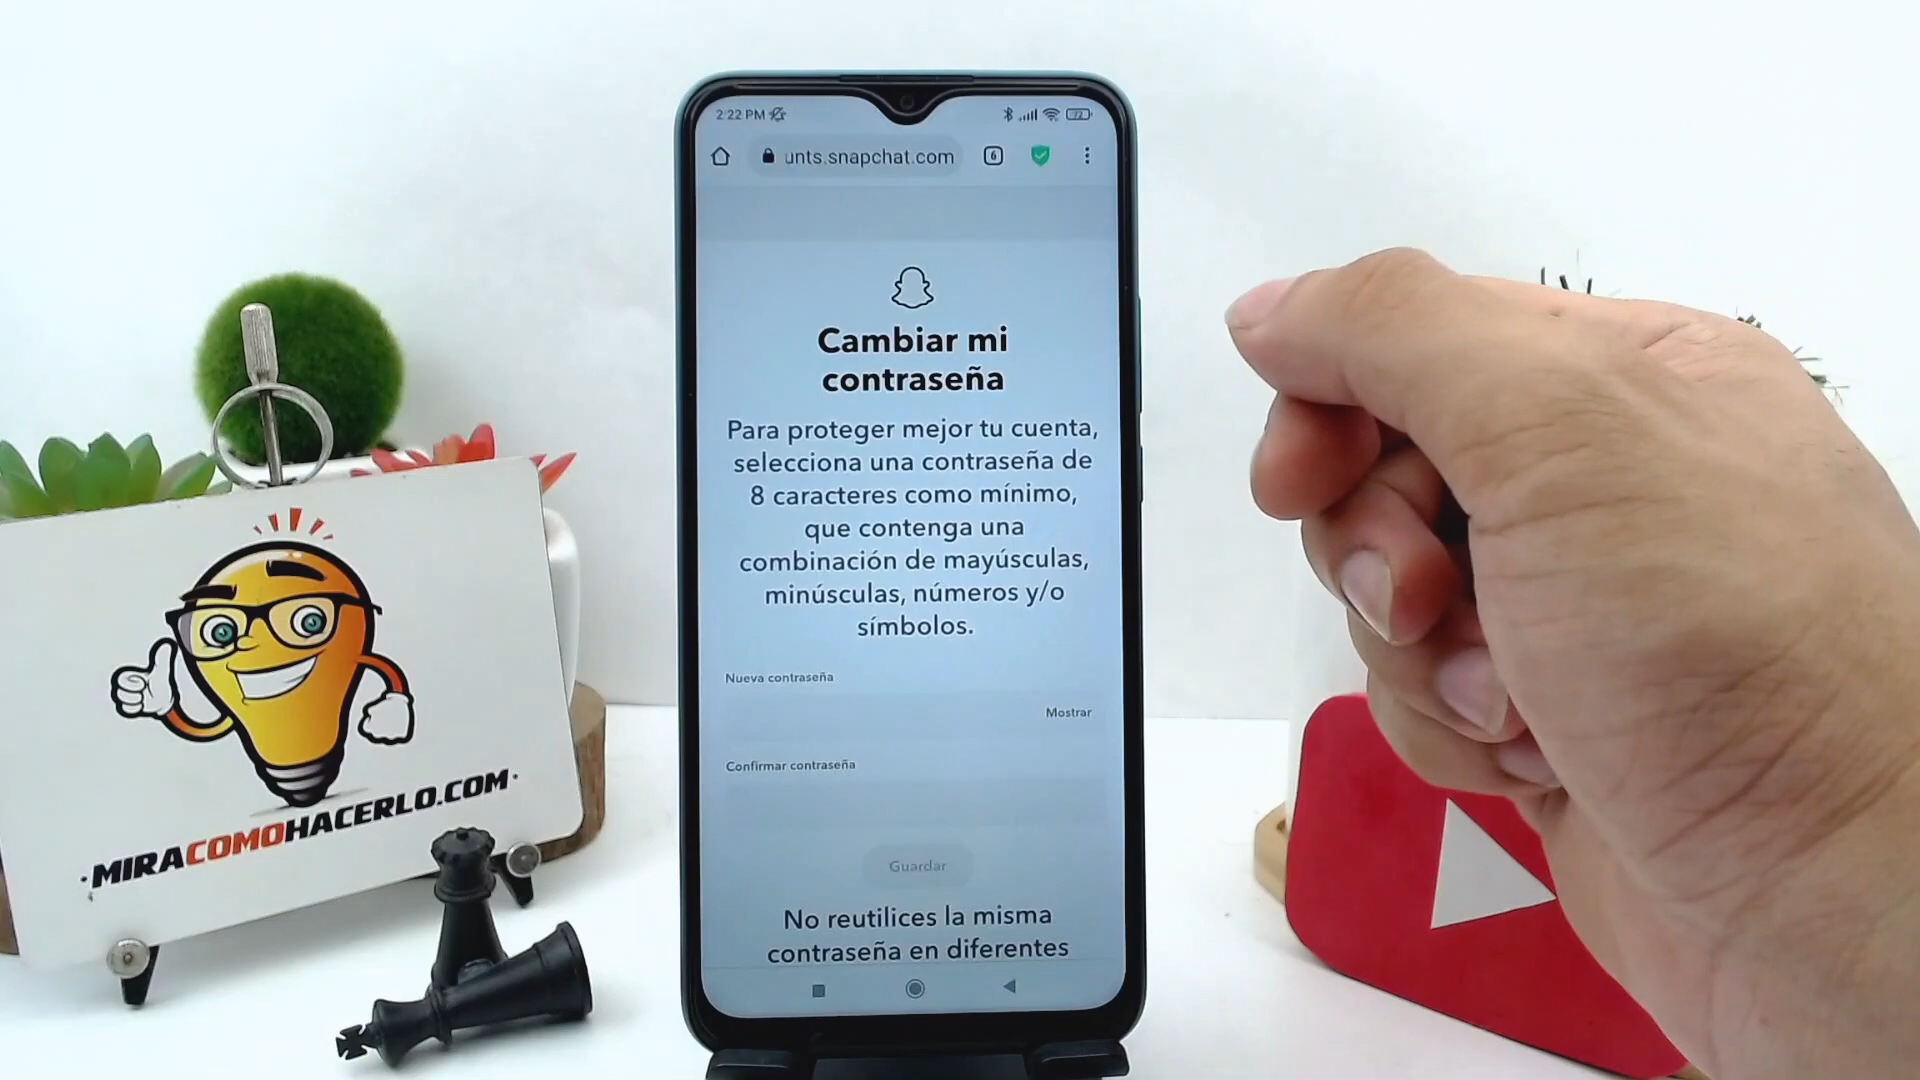 2:22 PM
72
unts.snapchat.com
6
Cambiar mi
contraseña
Para proteger mejor tu cuenta,
selecciona una contraseña de
8 caracteres como mínimo,
que contenga una
combinación de mayúsculas,
minúsculas, números y/o
símbolos.
Nueva contraseña
Mostrar
Confirmar contraseña
Guardar
No reutilices la misma
contraseña en diferentes
·MIRACOMOHACERLO.COM·